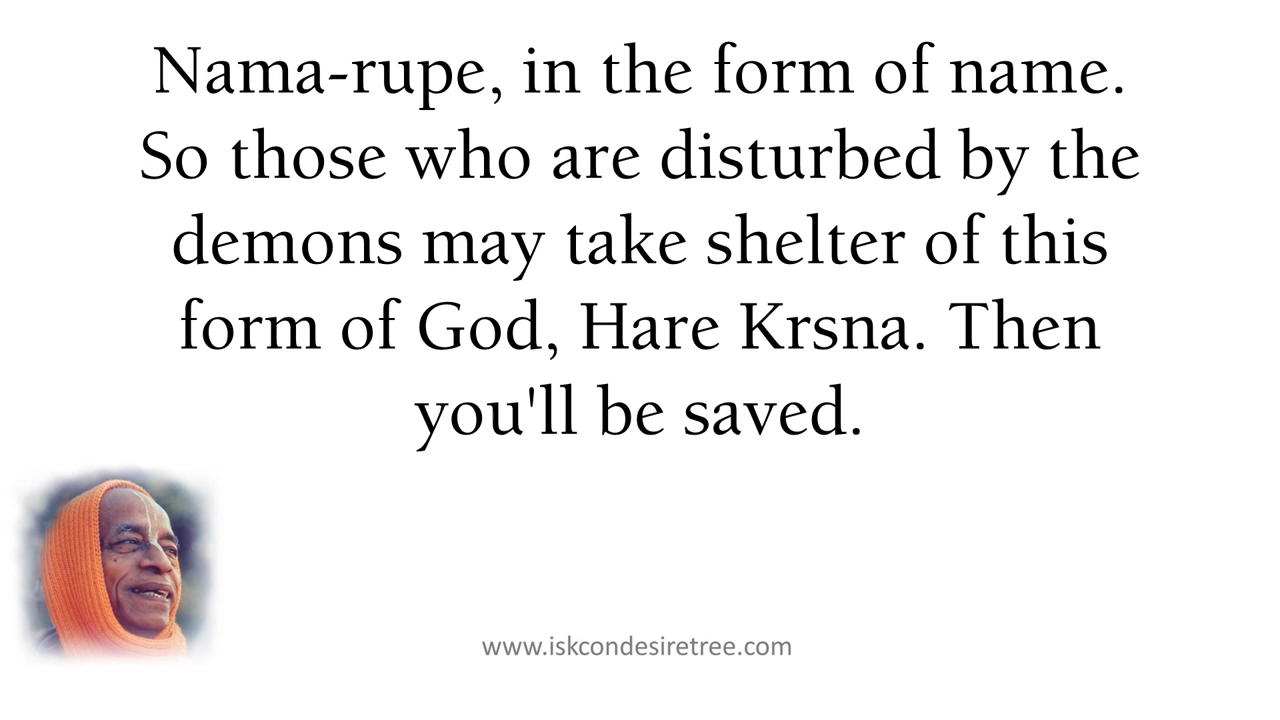 Nama-rupe, in the form of name.
So those who are disturbed by the
demons may take shelter of this
form of God, Hare Krsna. Then
you'll be saved.
www.iskcondesiretree.com